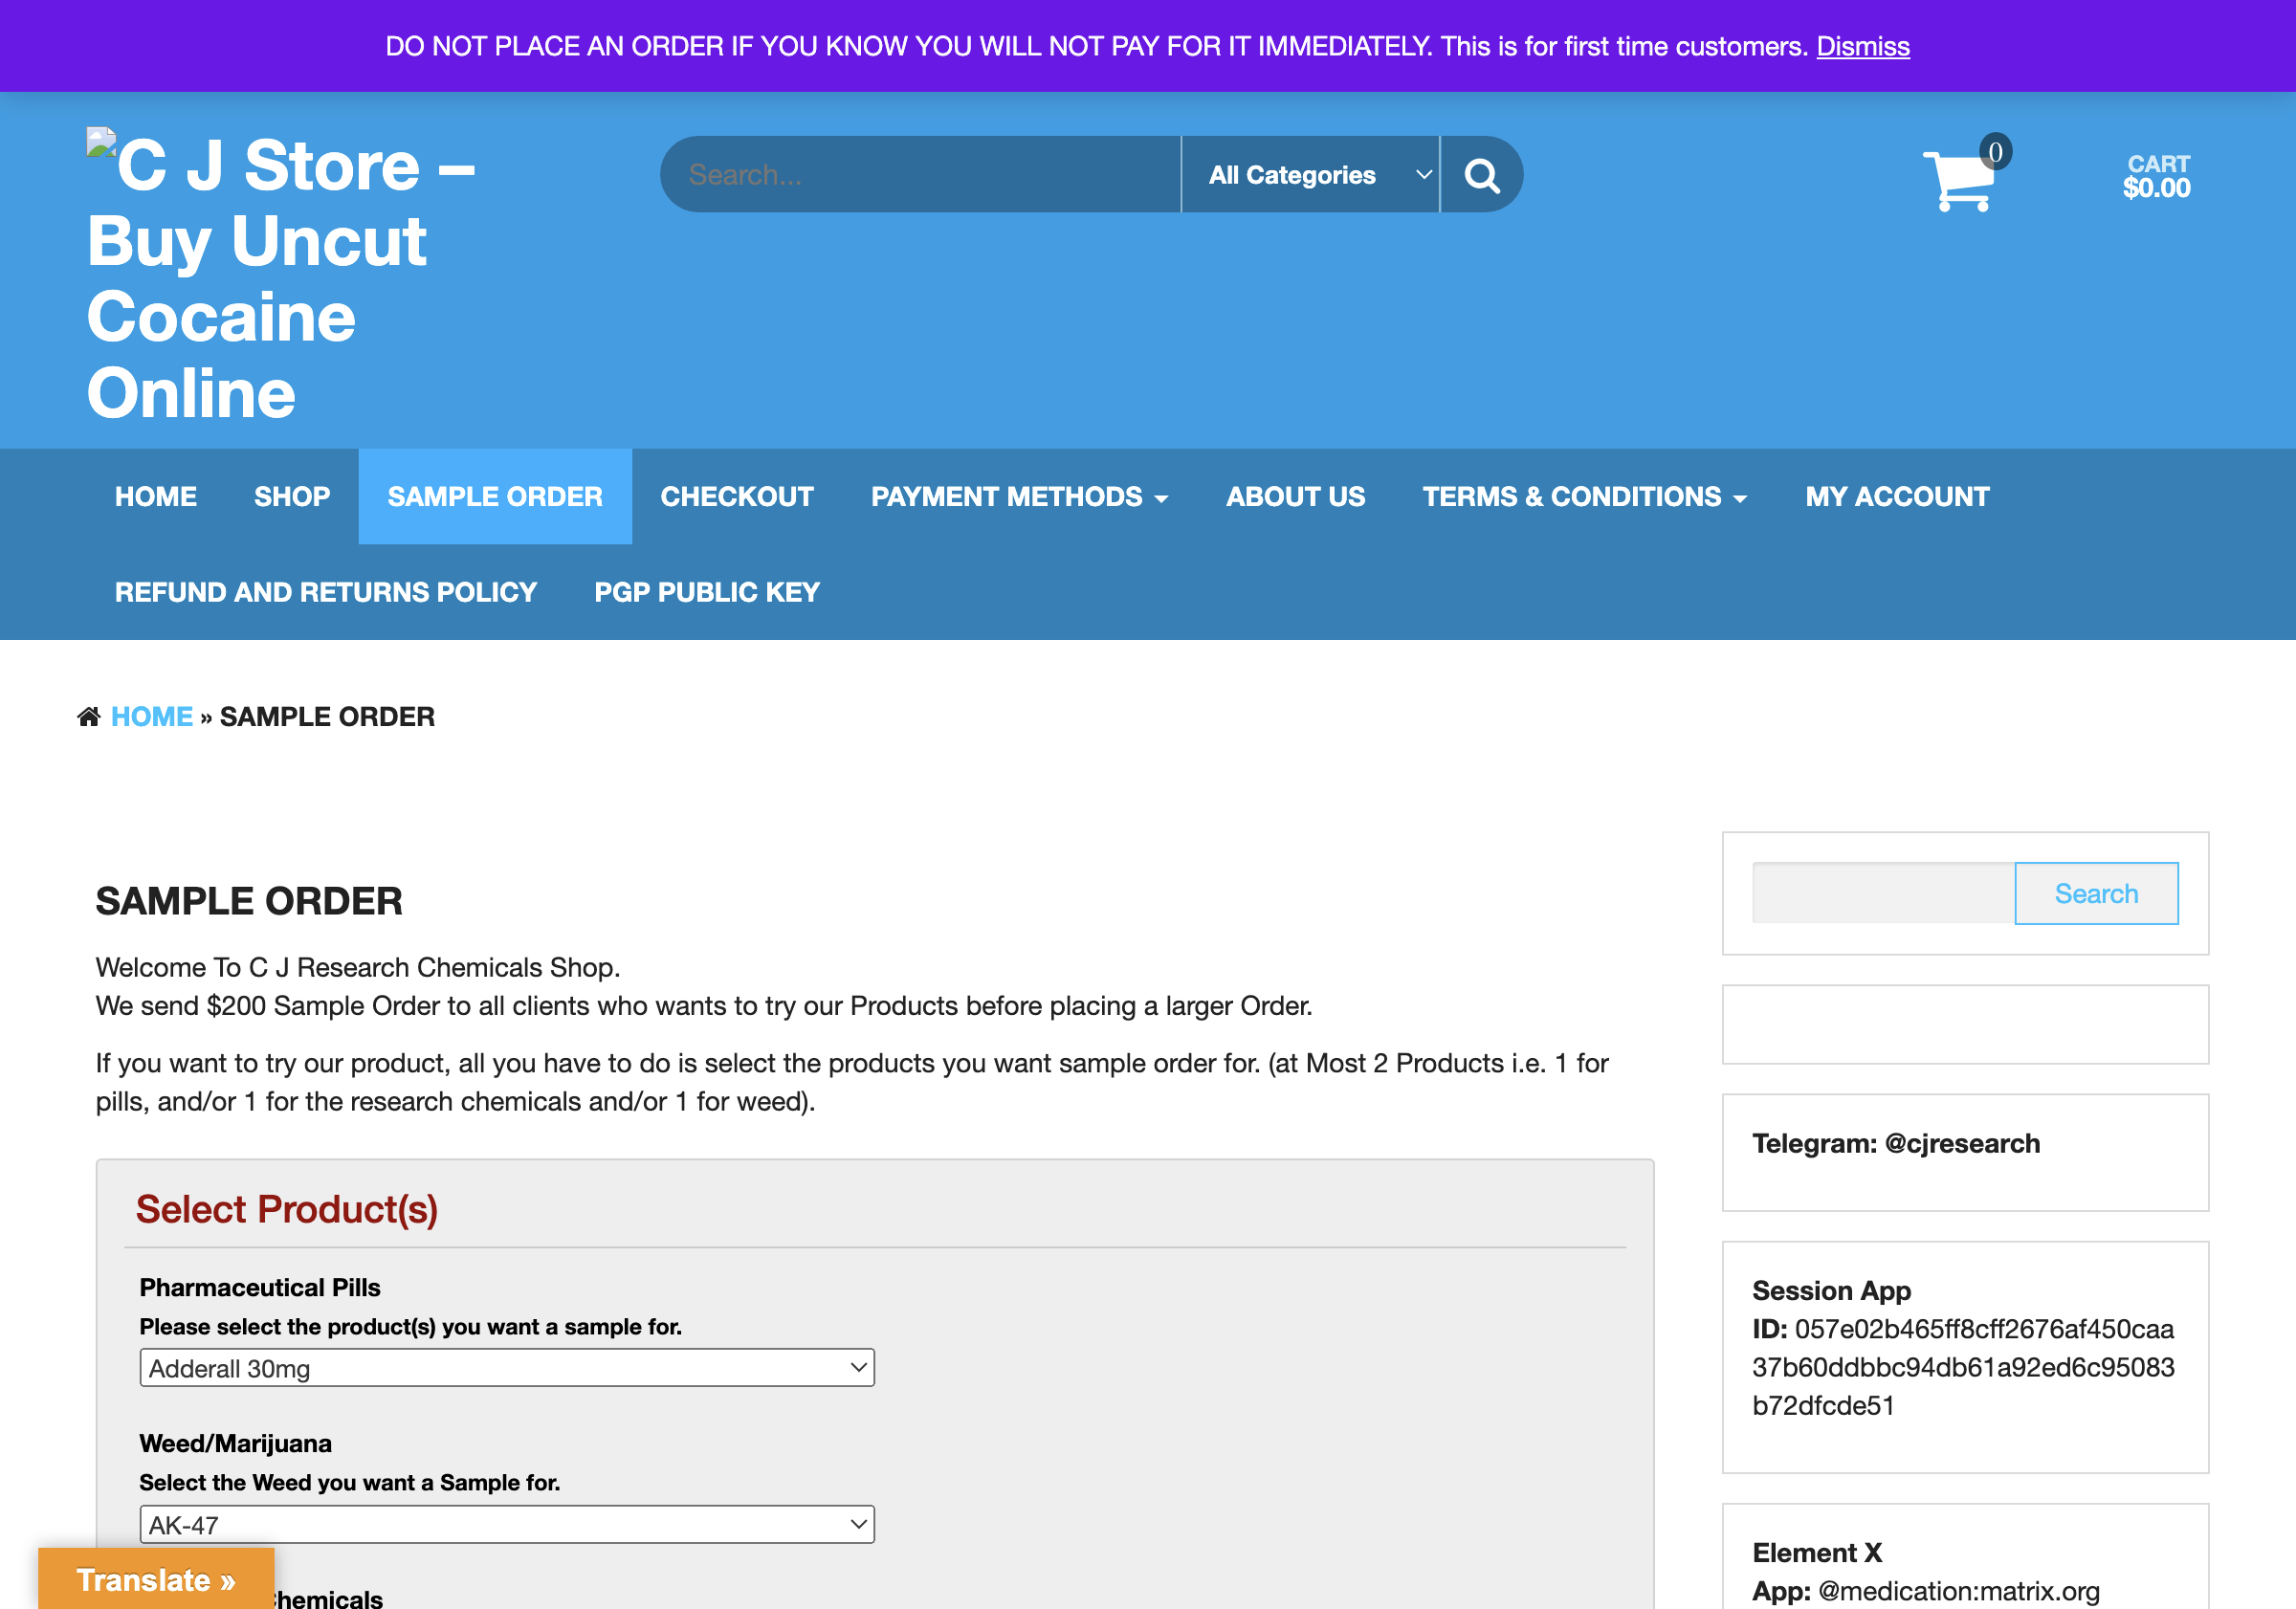 DO NOT PLACE AN ORDER IF YOU KNOW YOU WILL NOT PAY FOR IT IMMEDIATELY. This is for first time customers. Dismiss
C J Store –
Buy Uncut
Cocaine
Online
Search...
All Categories
0
CART
$0.00
HOME
SHOP
SAMPLE ORDER
CHECKOUT
PAYMENT METHODS
ABOUT US
TERMS & CONDITIONS
MY ACCOUNT
REFUND AND RETURNS POLICY
PGP PUBLIC KEY
HOME » SAMPLE ORDER
SAMPLE ORDER
Welcome To C J Research Chemicals Shop.
We send $200 Sample Order to all clients who wants to try our Products before placing a larger Order.
If you want to try our product, all you have to do is select the products you want sample order for. (at Most 2 Products i.e. 1 for
pills, and/or 1 for the research chemicals and/or 1 for weed).
Select Product(s)
Pharmaceutical Pills
Please select the product(s) you want a sample for.
Adderall 30mg
Weed/Marijuana
Select the Weed you want a Sample for.
AK-47
Translate »
Search
Telegram: @cjresearch
Session App
ID: 057e02b465ff8cff2676af450caa
37b60ddbbc94db61a92ed6c95083
b72dfcde51
Element X
App: @medication:matrix.org